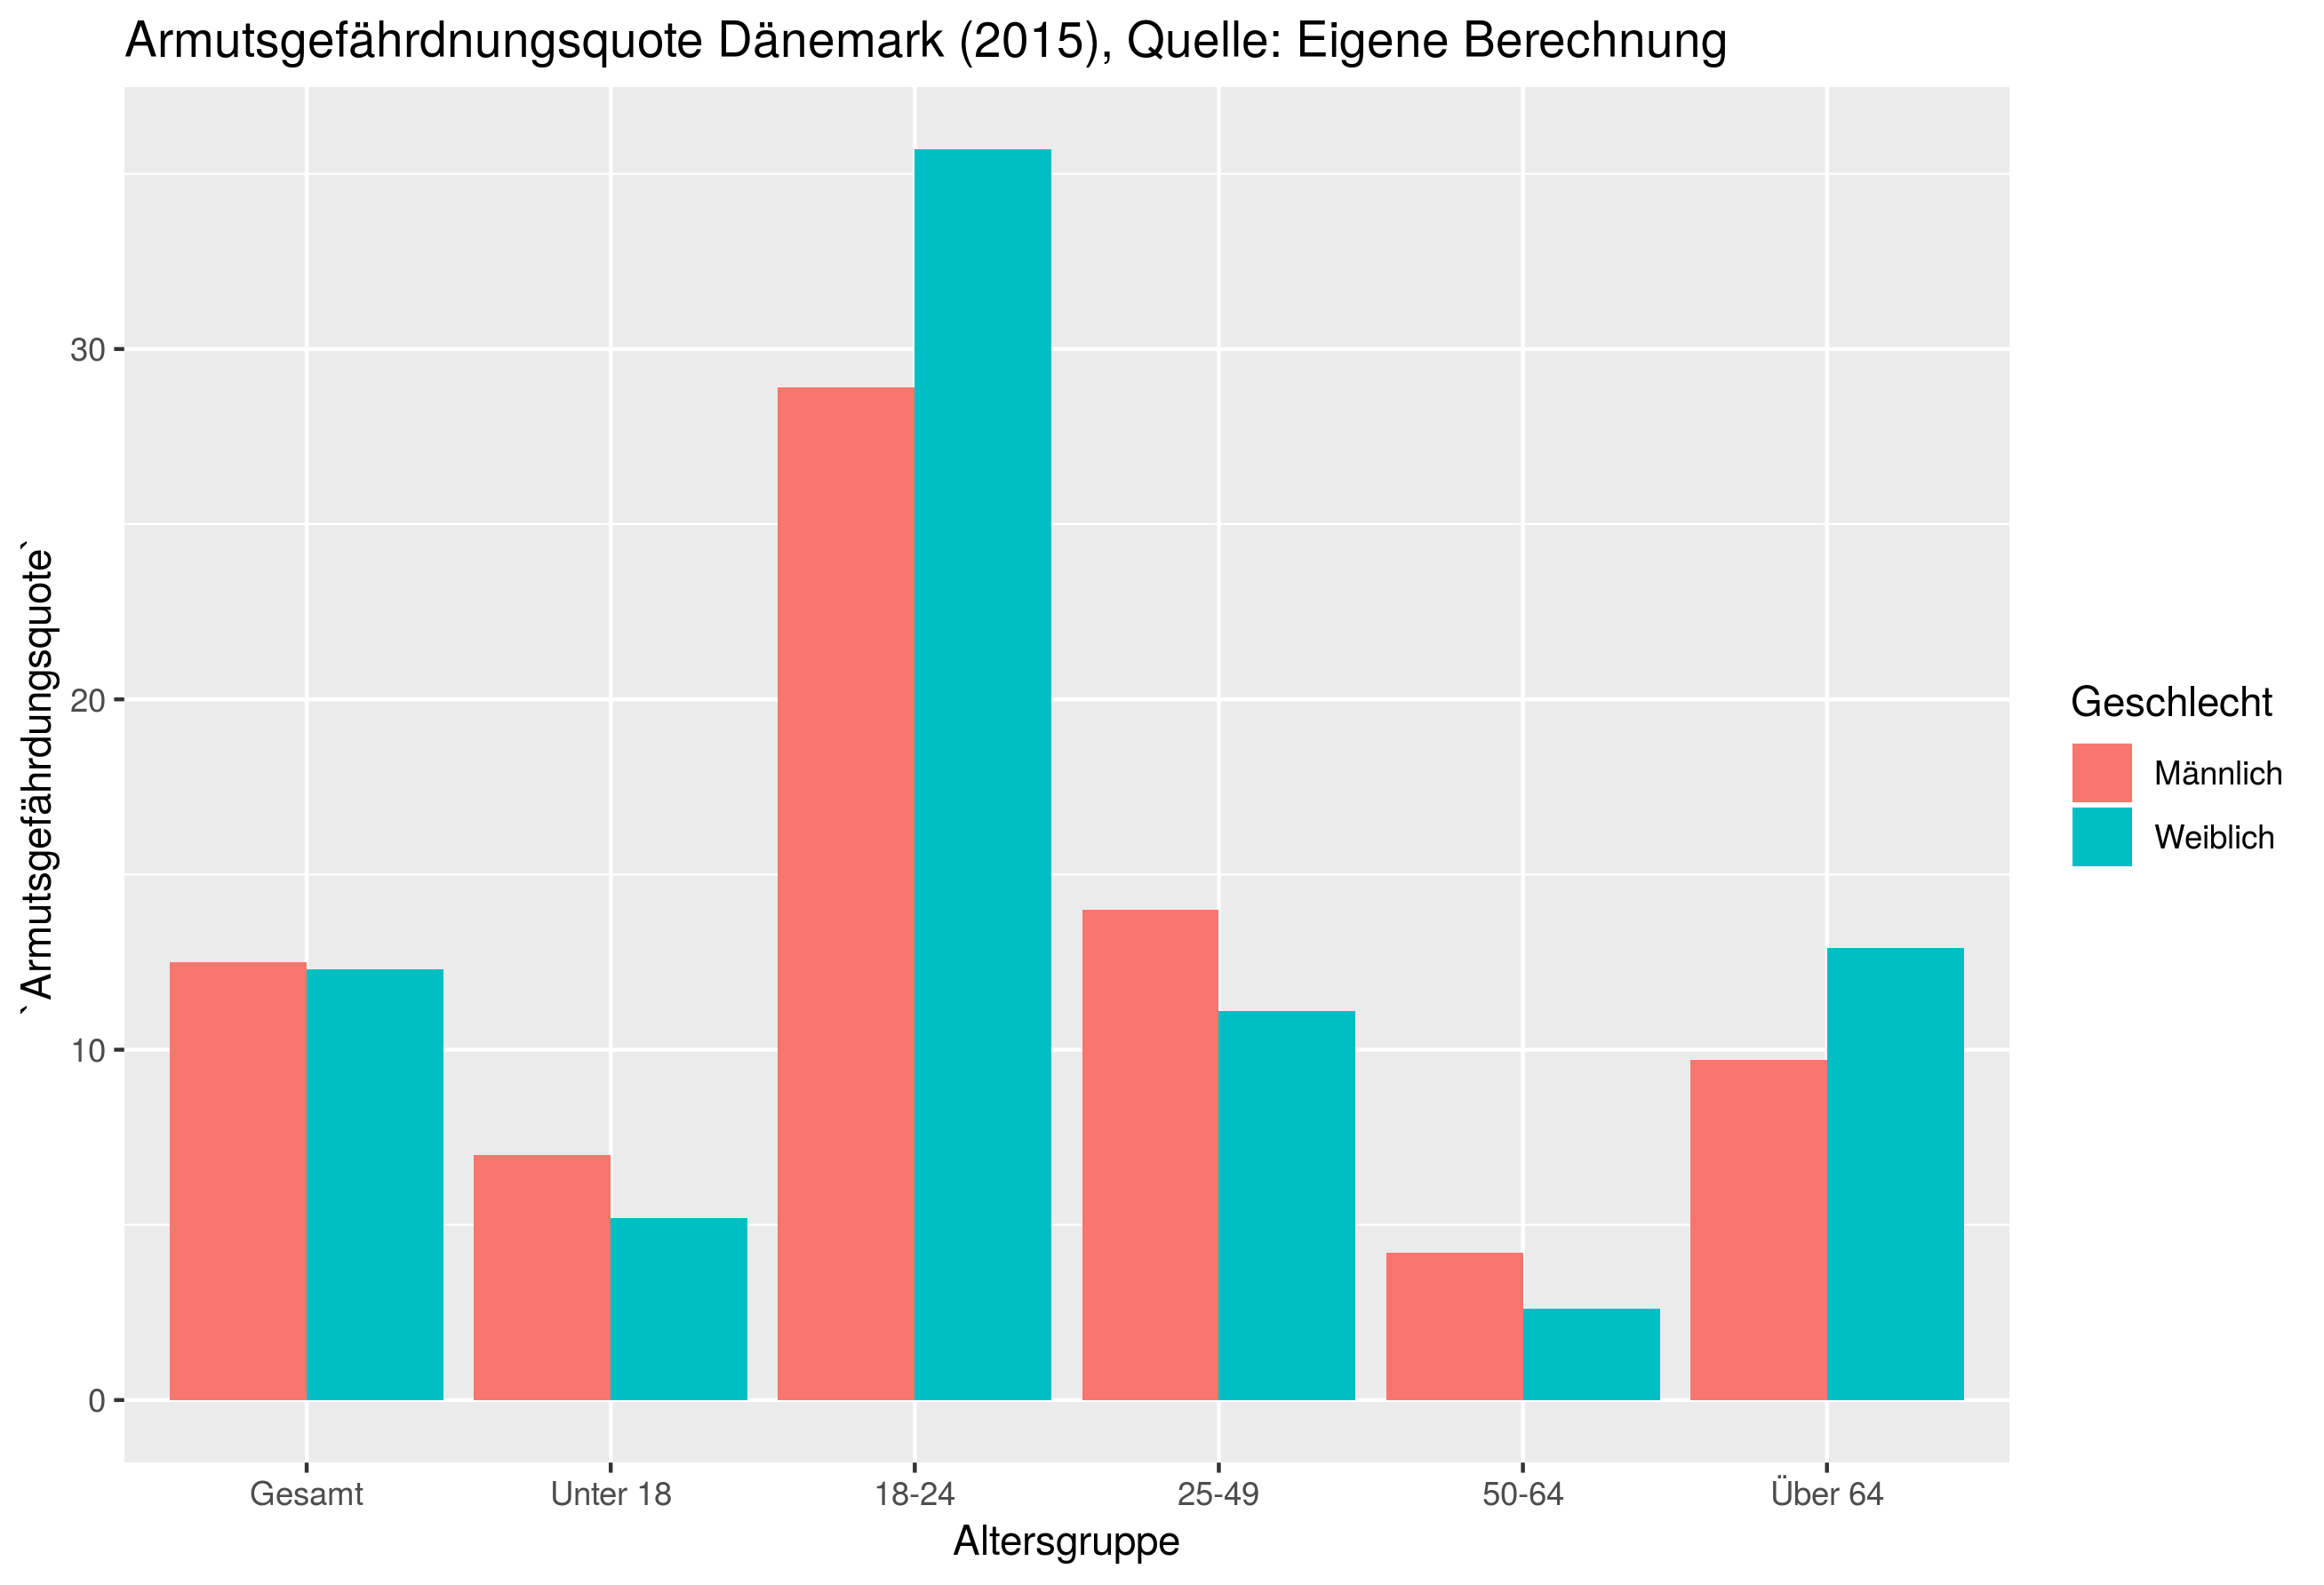 Armutsgefährdnungsquote Dänemark (2015), Quelle: Eigene Berechnung
`Armutsgefährdungsquote`
30
20
10
0
Gesamt
Unter 18
18-24
25-49
50-64
Über 64
Altersgruppe
Geschlecht
Männlich
Weiblich